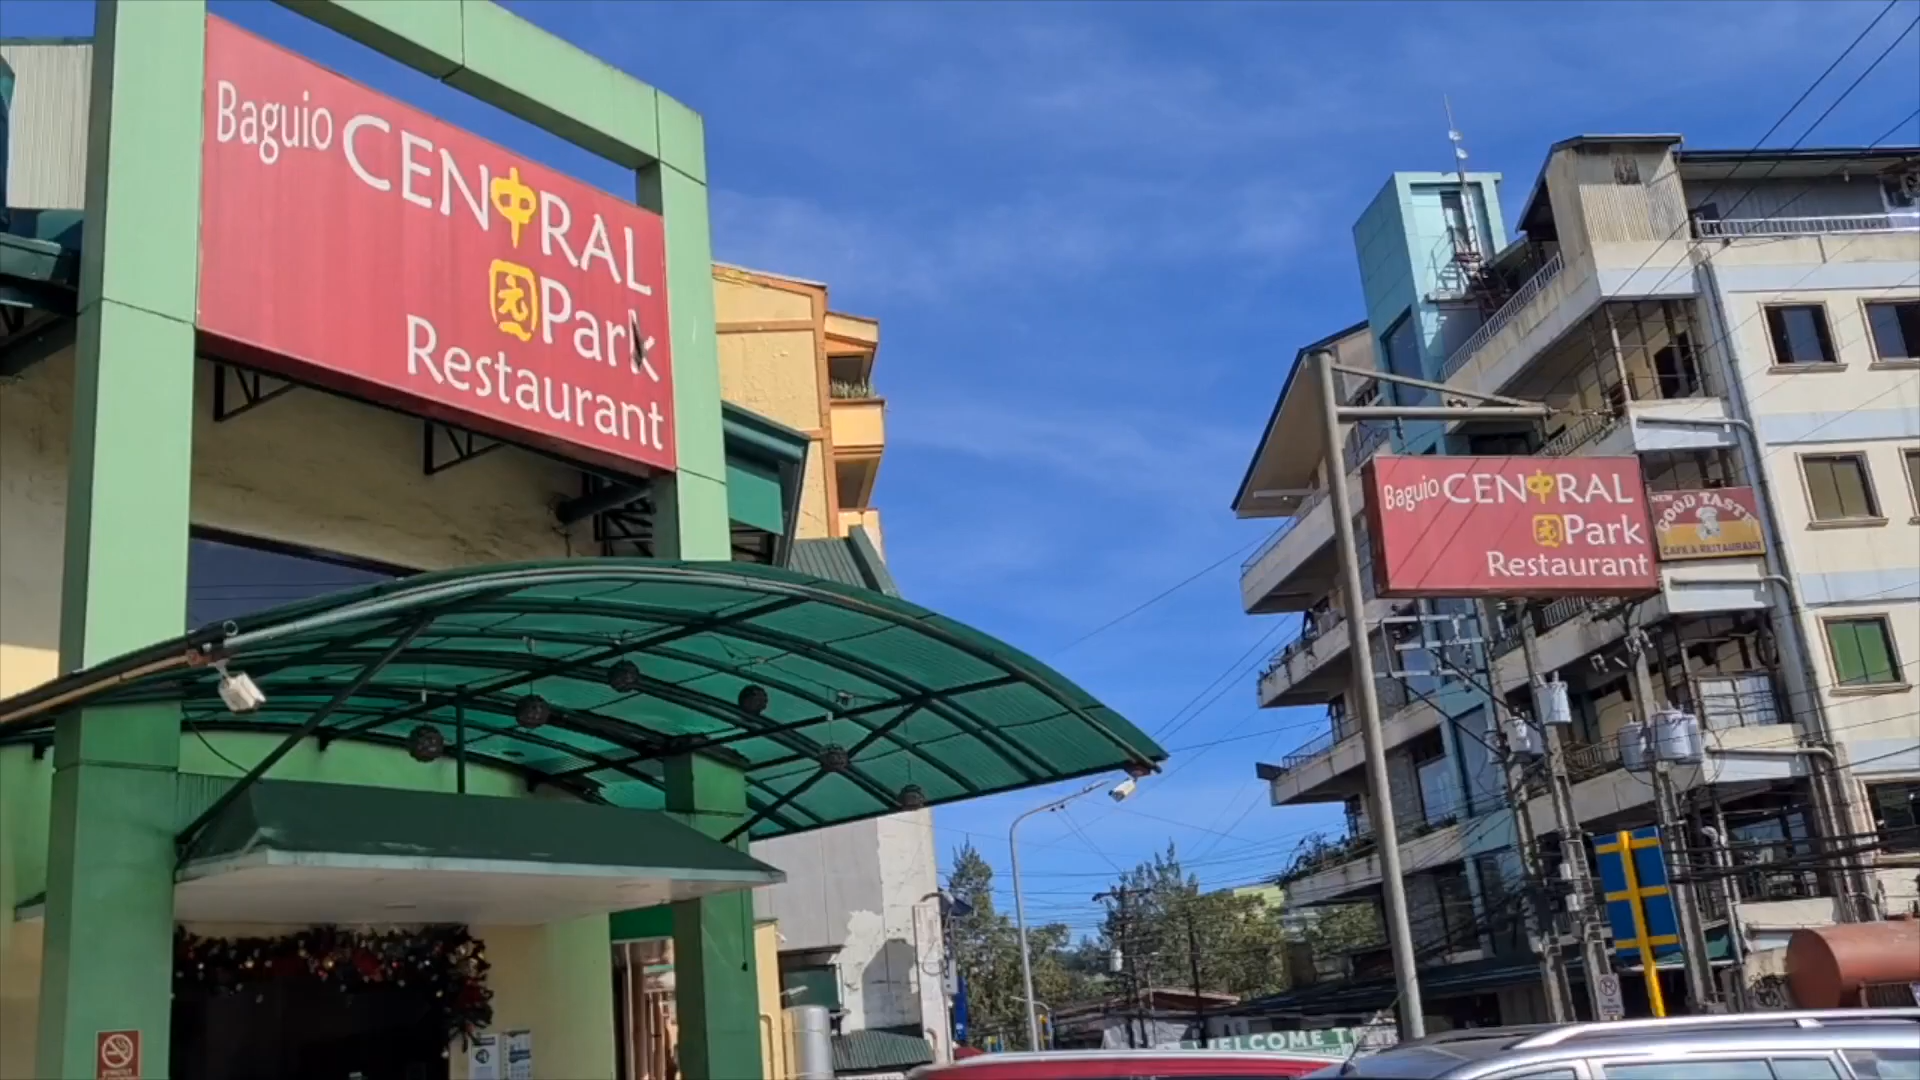 Baguio CEN中RAL
园Park
Restaurant
Baguio CEN中RAL
园Park
Restaurant
NEW
GOOD TASTE
CAFE & RESTAURANT
WELCOME T